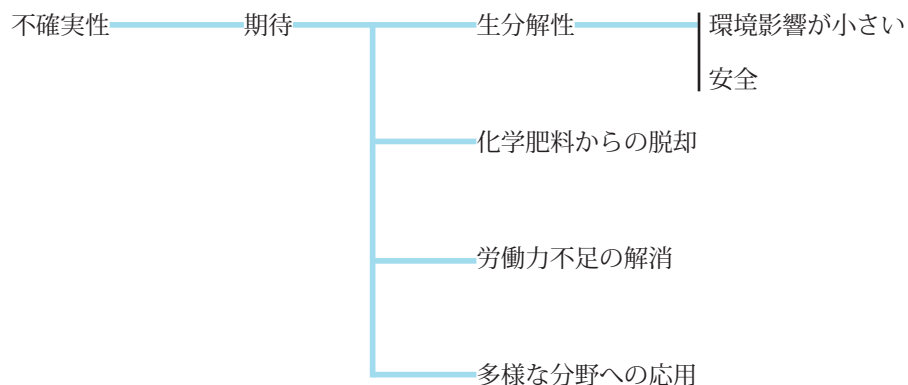 不確実性 期待 生分解性 環境影響が小さい
安全
化学肥料からの脱却
労働力不足の解消
多様な分野への応用